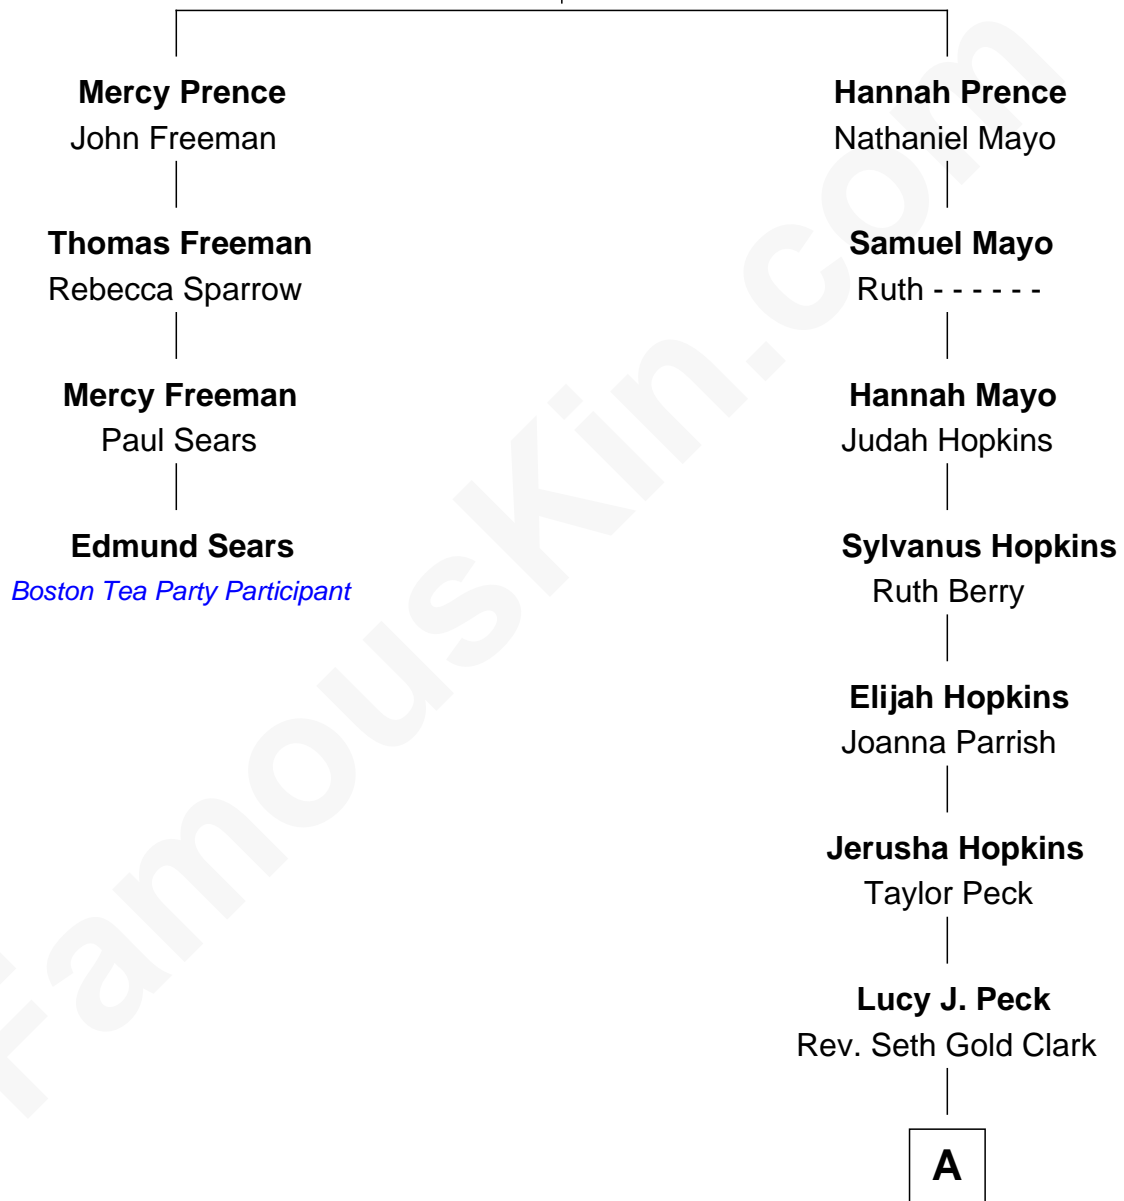 Mercy Prence
John Freeman
Hannah Prence
Nathaniel Mayo
Thomas Freeman
Rebecca Sparrow
Samuel Mayo
Ruth - - - - - -
Mercy Freeman
Paul Sears
Hannah Mayo
Judah Hopkins
Edmund Sears
Boston Tea Party Participant
Sylvanus Hopkins
Ruth Berry
Elijah Hopkins
Joanna Parrish
Jerusha Hopkins
Taylor Peck
Lucy J. Peck
Rev. Seth Gold Clark
A
FamousKin.com